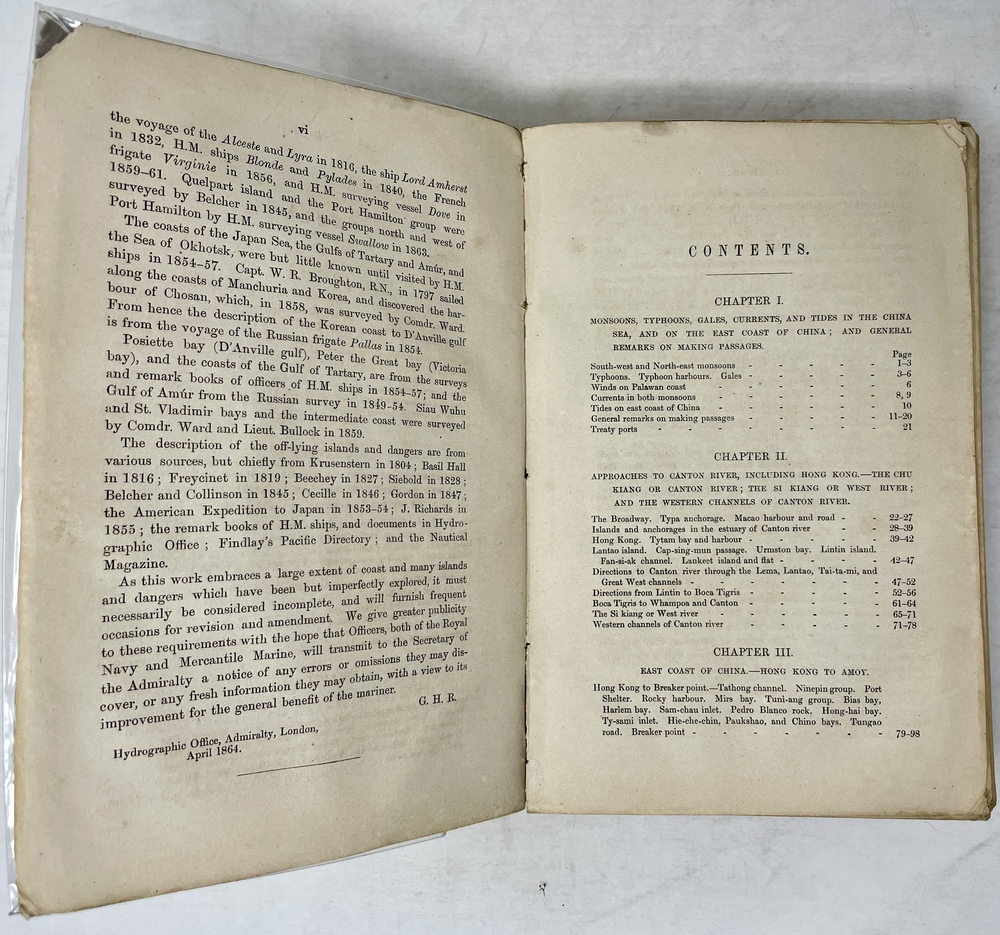 vi
the voyage of the Alceste and Lyra in 1816, the ship Lord Amherst
in 1832, H.M. ships Blonde and Pylades in 1840, the French
frigate Virginie in 1856, and H.M. surveying vessel Dove in
1859-61. Quelpart island and the Port Hamilton group were
surveyed by Belcher in 1845, and the groups north and west of
Port Hamilton by H.M. surveying vessel Swallow in 1863.
The coasts of the Japan Sea, the Gulfs of Tartary and Amúr, and
the Sea of Okhotsk, were but little known until visited by H.M.
ships in 1854-57. Capt. W. R. Broughton, R.N., in 1797 sailed
along the coasts of Manchuria and Korea, and discovered the har-
bour of Chosan, which, in 1858, was surveyed by Comdr. Ward.
From hence the description of the Korean coast to D'Anville gulf
is from the voyage of the Russian frigate Pallas in 1854.
Posiette bay (D'Anville gulf), Peter the Great bay (Victoria
bay), and the coasts of the Gulf of Tartary, are from the surveys
and remark books of officers of H.M. ships in 1854-57; and the
Gulf of Amúr from the Russian survey in 1849-54. Siau Wuhu
and St. Vladimir bays and the intermediate coast were surveyed
by Comdr. Ward and Lieut. Bullock in 1859.
The description of the off-lying islands and dangers are from
various sources, but chiefly from Krusenstern in 1804; Basil Hall
in 1816; Freycinet in 1819; Beechey in 1827; Siebold in 1828;
Belcher and Collinson in 1845; Cecille in 1846; Gordon in 1847;
the American Expedition to Japan in 1853-54; J. Richards in
1855; the remark books of H.M. ships, and documents in Hydro-
graphic Office; Findlay's Pacific Directory; and the Nautical
Magazine.
As this work embraces a large extent of coast and many islands
and dangers which have been but imperfectly explored, it must
necessarily be considered incomplete, and will furnish frequent
occasions for revision and amendment. We give greater publicity
to these requirements with the hope that Officers, both of the Royal
Navy and Mercantile Marine, will transmit to the Secretary of
the Admiralty a notice of any errors or omissions they may dis-
cover, or any fresh information they may obtain, with a view to its
improvement for the general benefit of the mariner.
G. H. R.
Hydrographic Office, Admiralty, London,
April 1864.
CONTENTS.
CHAPTER I.
MONSOONS, TYPHOONS, GALES, CURRENTS, AND TIDES IN THE CHINA
SEA, AND ON THE EAST COAST OF CHINA; AND GENERAL
REMARKS ON MAKING PASSAGES.
Page
South-west and North-east monsoons - - - - - 1-3
Typhoons. Typhoon harbours. Gales - - - - - 3-6
Winds on Palawan coast - - - - - 6
Currents in both monsoons - - - - - - 8, 9
Tides on east coast of China - - - - - 10
General remarks on making passages - - - - - 11-20
Treaty ports - - - - - - - - 21
CHAPTER II.
APPROACHES TO CANTON RIVER, INCLUDING HONG KONG.—THE CHU
KIANG OR CANTON RIVER; THE SI KIANG OR WEST RIVER;
AND THE WESTERN CHANNELS OF CANTON RIVER.
The Broadway. Typa anchorage. Macao harbour and road - - 22-27
Islands and anchorages in the estuary of Canton river - - - 28-39
Hong Kong. Tytam bay and harbour - - - - - 39-42
Lantao island. Cap-sing-mun passage. Urmston bay. Lintin island.
Fan-si-ak channel. Lankeet island and flat - - - - 42-47
Directions to Canton river through the Lema, Lantao, Tai-ta-mi, and
Great West channels - - - - - - - 47-52
Directions from Lintin to Boca Tigris - - - - - 52-56
Boca Tigris to Whampoa and Canton - - - - - 61-64
The Si kiang or West river - - - - - - 65-71
Western channels of Canton river - - - - - 71-78
CHAPTER III.
EAST COAST OF CHINA.—HONG KONG TO AMOY.
Hong Kong to Breaker point.—Tathong channel. Ninepin group. Port
Shelter. Rocky harbour. Mirs bay. Tuni-ang group. Bias bay,
Harlem bay. Sam-chau inlet. Pedro Blanco rock. Hong-hai bay.
Ty-sami inlet. Hie-che-chin, Paukshao, and Chino bays. Tungao
road. Breaker point - - - - - - - 79-98